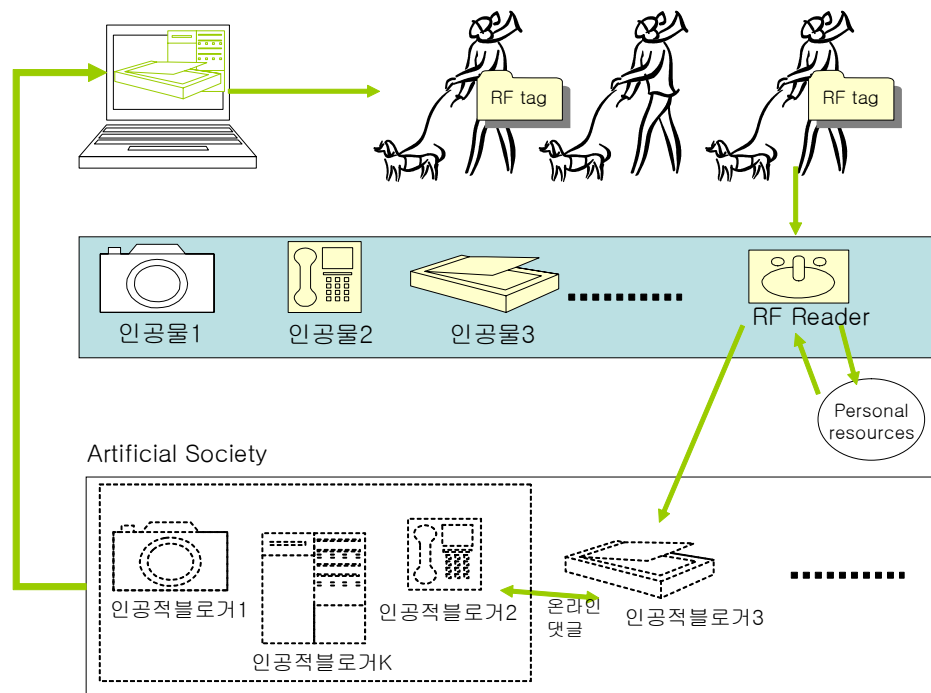 RF tag
RF tag
인공물1
인공물2
인공물3
RF Reader
Personal
resources
Artificial Society
인공적블로거1
인공적블로거K
인공적블로거2
온라인
댓글
인공적블로거3